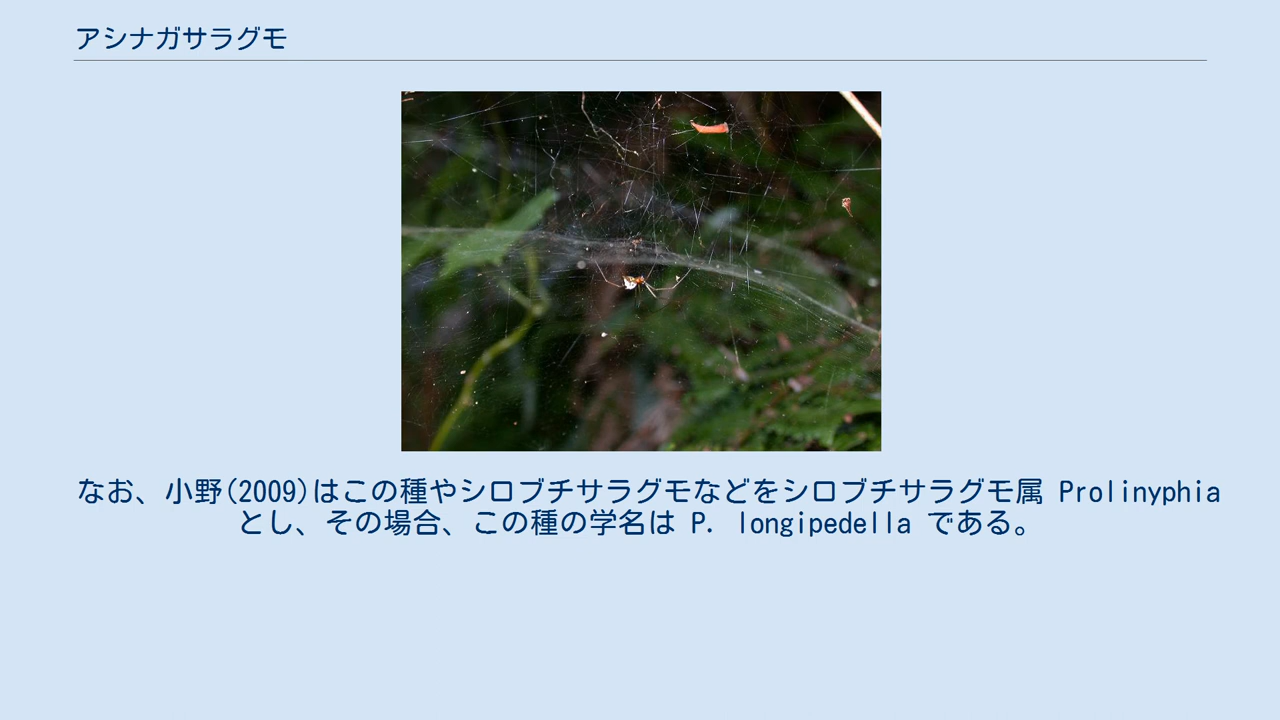 アシナガサラグモ
なお、小野(2009)はこの種やシロブチサラグモなどをシロブチサラグモ属 Prolinyphia
とし、その場合、この種の学名は P. longipedella である。